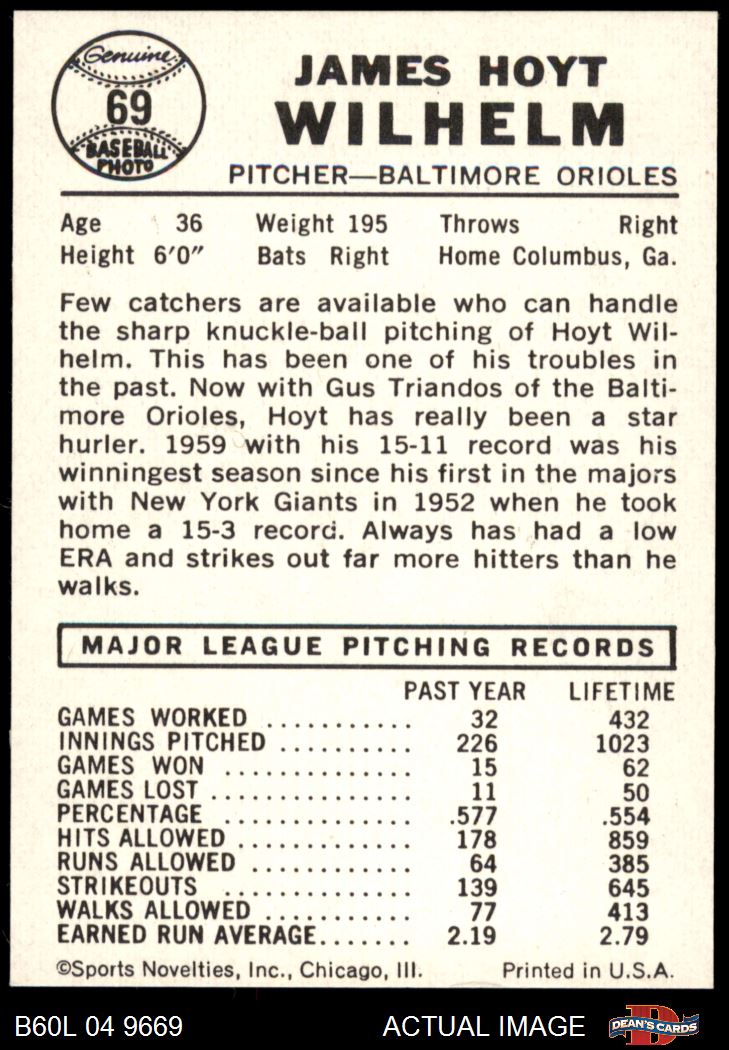 Genuine
69
BASEBALL
PHOTO
JAMES HOYT
WILHELM
PITCHER—BALTIMORE ORIOLES
Age 36 Weight 195 Throws Right
Height 6'0" Bats Right Home Columbus, Ga.
Few catchers are available who can handle
the sharp knuckle-ball pitching of Hoyt Wil-
helm. This has been one of his troubles in
the past. Now with Gus Triandos of the Balti-
more Orioles, Hoyt has really been a star
hurler. 1959 with his 15-11 record was his
winningest season since his first in the majors
with New York Giants in 1952 when he took
home a 15-3 record. Always has had a low
ERA and strikes out far more hitters than he
walks.
MAJOR LEAGUE PITCHING RECORDS
PAST YEAR LIFETIME
GAMES WORKED ........... 32 432
INNINGS PITCHED .......... 226 1023
GAMES WON .............. 15 62
GAMES LOST ............... 11 50
PERCENTAGE .............. .577 .554
HITS ALLOWED ............. 178 859
RUNS ALLOWED ............ 64 385
STRIKEOUTS .............. 139 645
WALKS ALLOWED ........... 77 413
EARNED RUN AVERAGE....... 2.19 2.79
©Sports Novelties, Inc., Chicago, Ill. Printed in U.S.A.
B60L 04 9669 ACTUAL IMAGE D DEAN'S CARDS